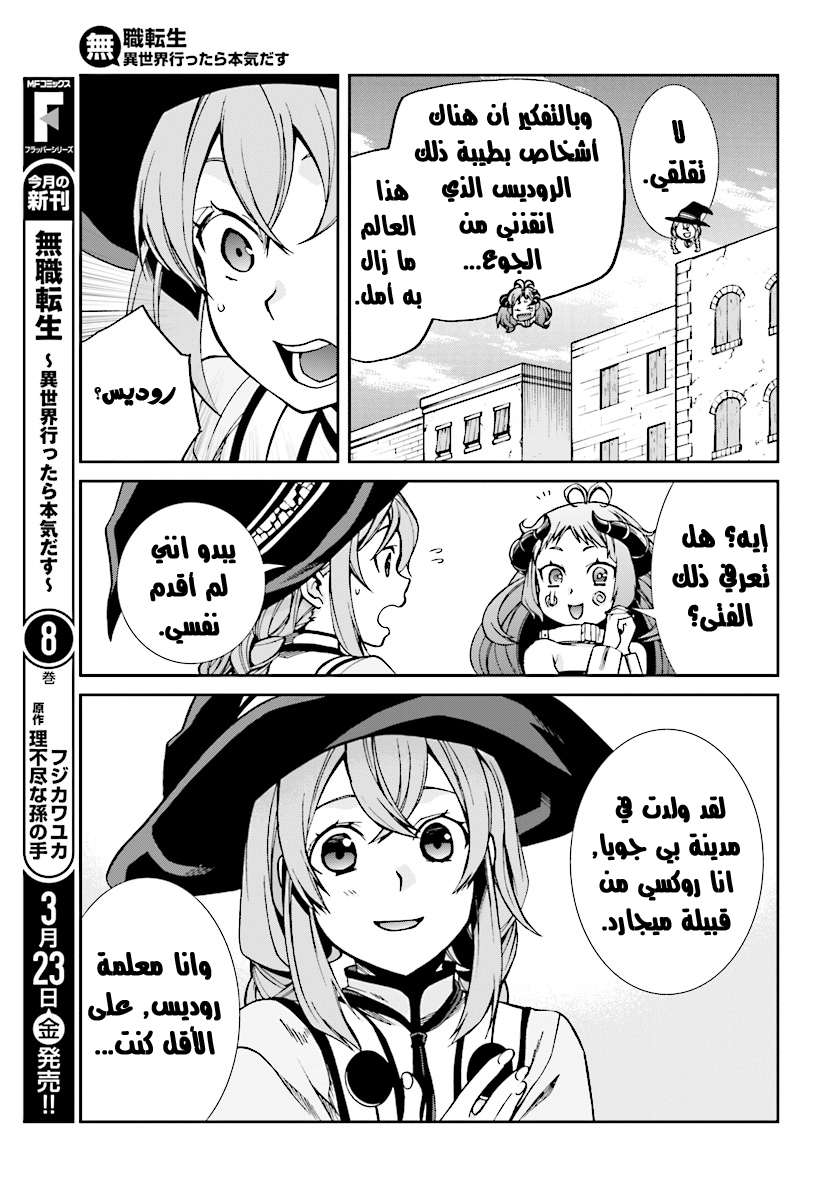 無職転生
異世界行ったら本気だす
لا
تقلقي.
وبالتفكير أن هناك
أشخاص بطيبة ذلك
الروديس الذي
انقذني من
الجوع...
هذا
العالم
ما زال
به أمل.
روديس؟
إيه؟ هل
تعرفي ذلك
الفتى؟
يبدو انني
لم أقدم
نفسي.
لقد ولدت في
مدينة بي جويا,
انا روكسي من
قبيلة ميجارد.
وانا معلمة
روديس, على
الأقل كنت...
MFコミックス
F
フラッパーシリーズ
今月の
新刊
無職転生
～異世界行ったら本気だす～
8
巻
フジカワユカ
原作 理不尽な孫の手
3月23日㊎発売!!